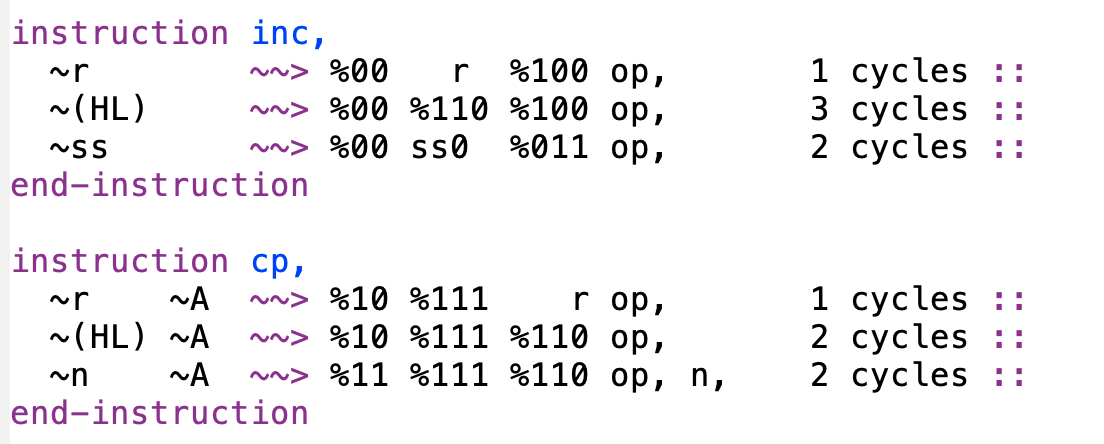 instruction inc,
  ~r        ~~> %00   r  %100 op,       1 cycles ::
  ~(HL)     ~~> %00 %110 %100 op,       3 cycles ::
  ~ss       ~~> %00 ss0  %011 op,       2 cycles ::
end-instruction

instruction cp,
  ~r    ~A  ~~> %10 %111    r op,       1 cycles ::
  ~(HL) ~A  ~~> %10 %111 %110 op,       2 cycles ::
  ~n    ~A  ~~> %11 %111 %110 op, n,    2 cycles ::
end-instruction